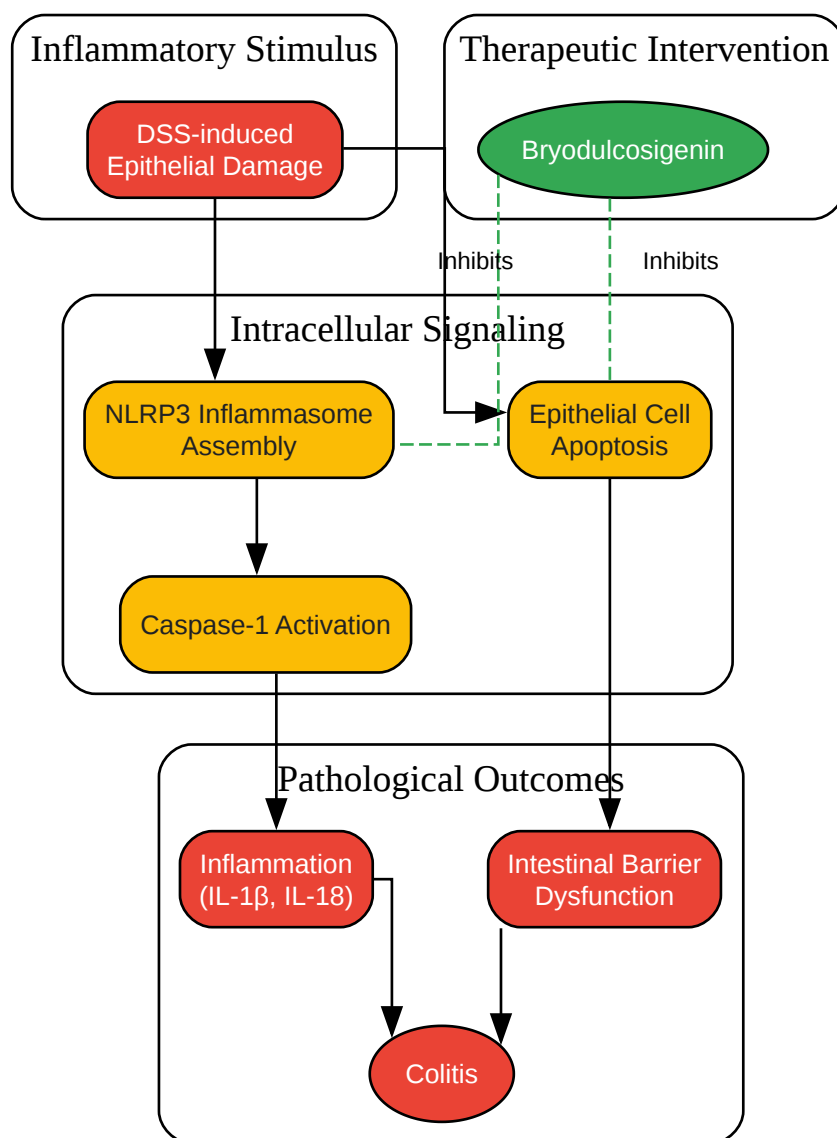 Inflammatory Stimulus
Therapeutic Intervention
DSS-induced
Epithelial Damage
Bryodulcosigenin
Inhibits
Inhibits
Intracellular Signaling
NLRP3 Inflammasome
Assembly
Epithelial Cell
Apoptosis
Caspase-1 Activation
Pathological Outcomes
Inflammation
(IL-1β, IL-18)
Intestinal Barrier
Dysfunction
Colitis